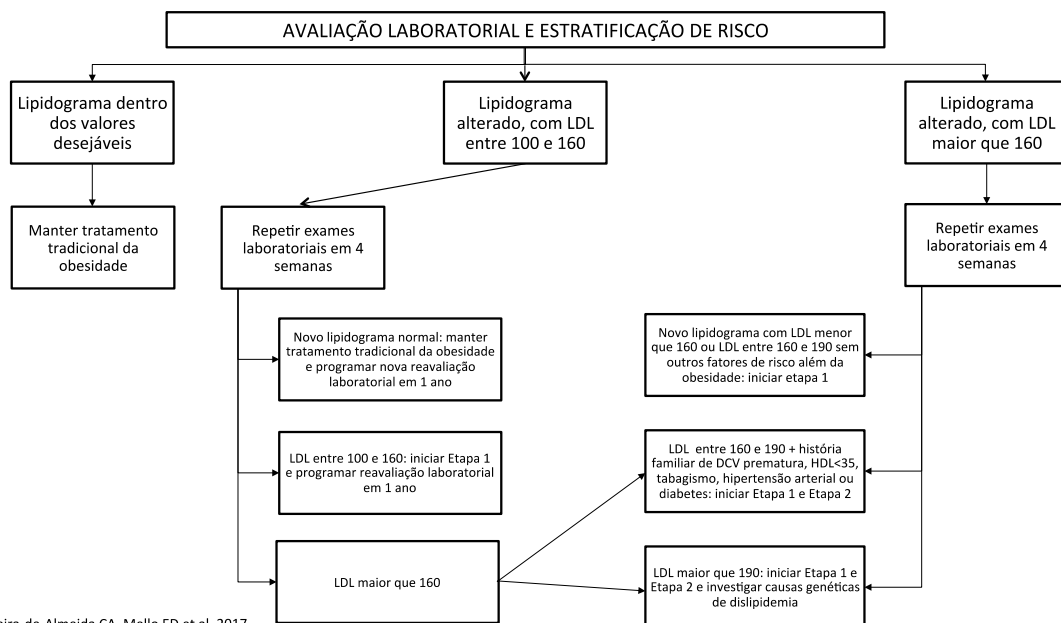 AVALIAÇÃO LABORATORIAL E ESTRATIFICAÇÃO DE RISCO
Lipidograma dentro
dos valores
desejáveis
Lipidograma
alterado, com LDL
entre 100 e 160
Lipidograma
alterado, com LDL
maior que 160
Manter tratamento
tradicional da
obesidade
Repetir exames
laboratoriais em 4
semanas
Repetir exames
laboratoriais em 4
semanas
Novo lipidograma normal: manter
tratamento tradicional da obesidade
e programar nova reavaliação
laboratorial em 1 ano
Novo lipidograma com LDL menor
que 160 ou LDL entre 160 e 190 sem
outros fatores de risco além da
obesidade: iniciar etapa 1
LDL entre 100 e 160: iniciar Etapa 1
e programar reavaliação laboratorial
em 1 ano
LDL entre 160 e 190 + história
familiar de DCV prematura, HDL<35,
tabagismo, hipertensão arterial ou
diabetes: iniciar Etapa 1 e Etapa 2
LDL maior que 160
LDL maior que 190: iniciar Etapa 1 e
Etapa 2 e investigar causas genéticas
de dislipidemia
de Almeida CA, Mello ED et al. 2017